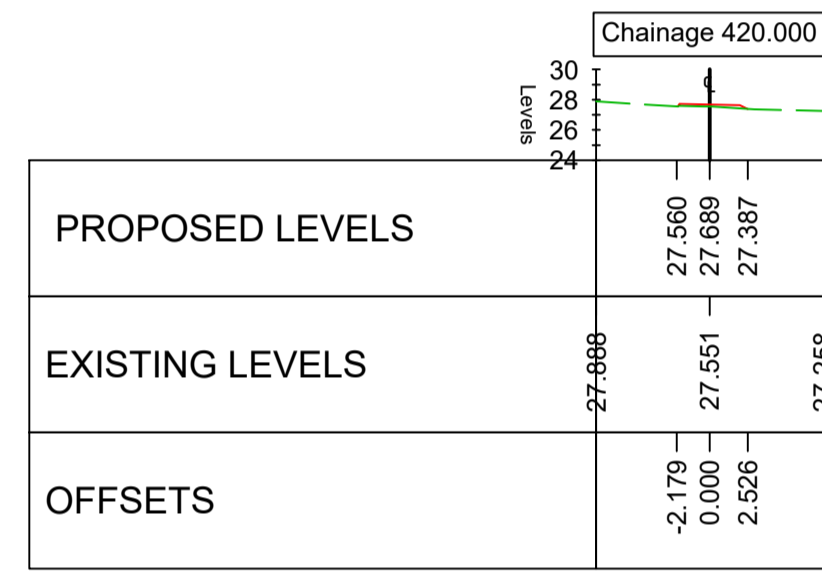 Chainage 420.000
30
28
26
24
Levels
PROPOSED LEVELS
27.560
27.689
27.387
EXISTING LEVELS
27.888
27.551
OFFSETS
-2.179
0.000
2.526